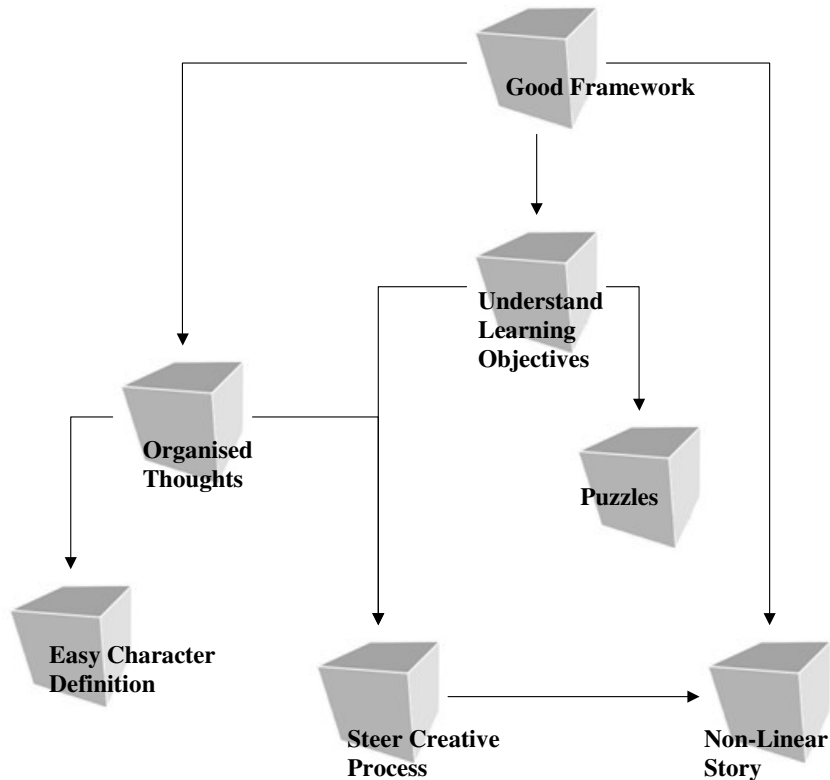 Good Framework
Understand
Learning
Objectives
Organised
Thoughts
Puzzles
Easy Character
Definition
Steer Creative
Process
Non-Linear
Story